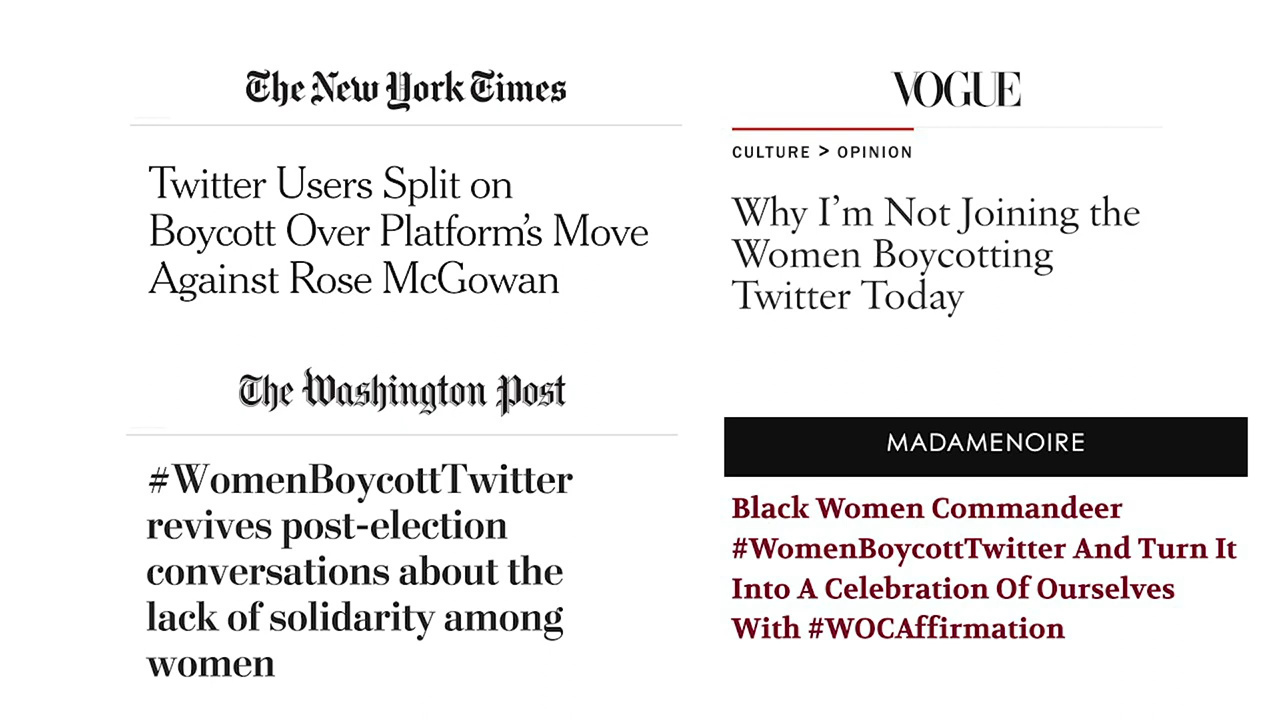 The New York Times
Twitter Users Split on
Boycott Over Platform's Move
Against Rose McGowan
VOGUE
CULTURE > OPINION
Why I'm Not Joining the
Women Boycotting
Twitter Today
The Washington Post
#WomenBoycottTwitter
revives post-election
conversations about the
lack of solidarity among
women
MADAMENOIRE
Black Women Commandeer
#WomenBoycottTwitter And Turn It
Into A Celebration Of Ourselves
With #WOCAffirmation